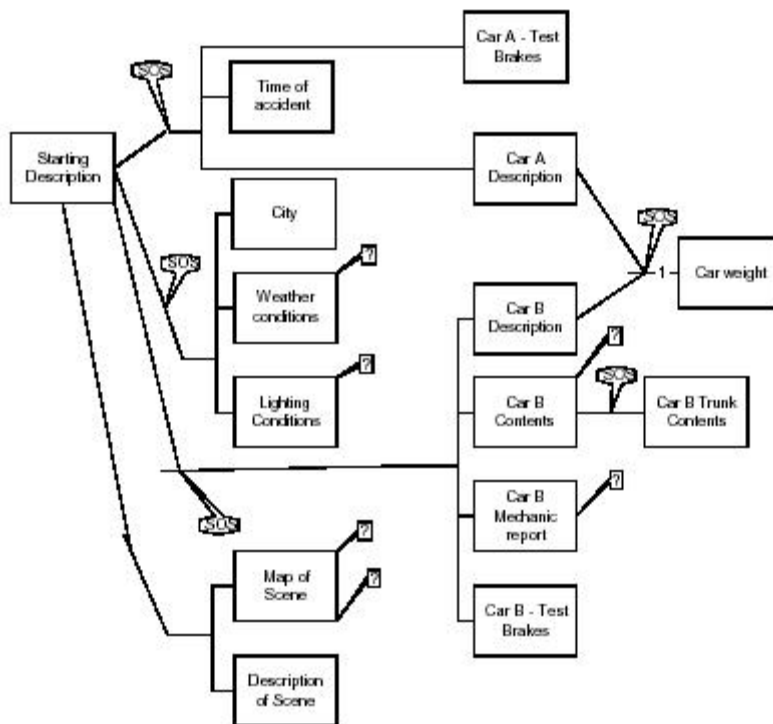 Car A - Test
Brakes
SOS
Time of
accident
Starting
Description
Car A
Description
City
SOS
SOS
1
Car weight
?
Weather
conditions
Car B
Description
?
?
SOS
Lighting
Conditions
Car B
Contents
Car B Trunk
Contents
?
Car B
Mechanic
report
SOS
?
Map of
Scene
?
Car B - Test
Brakes
Description
of Scene